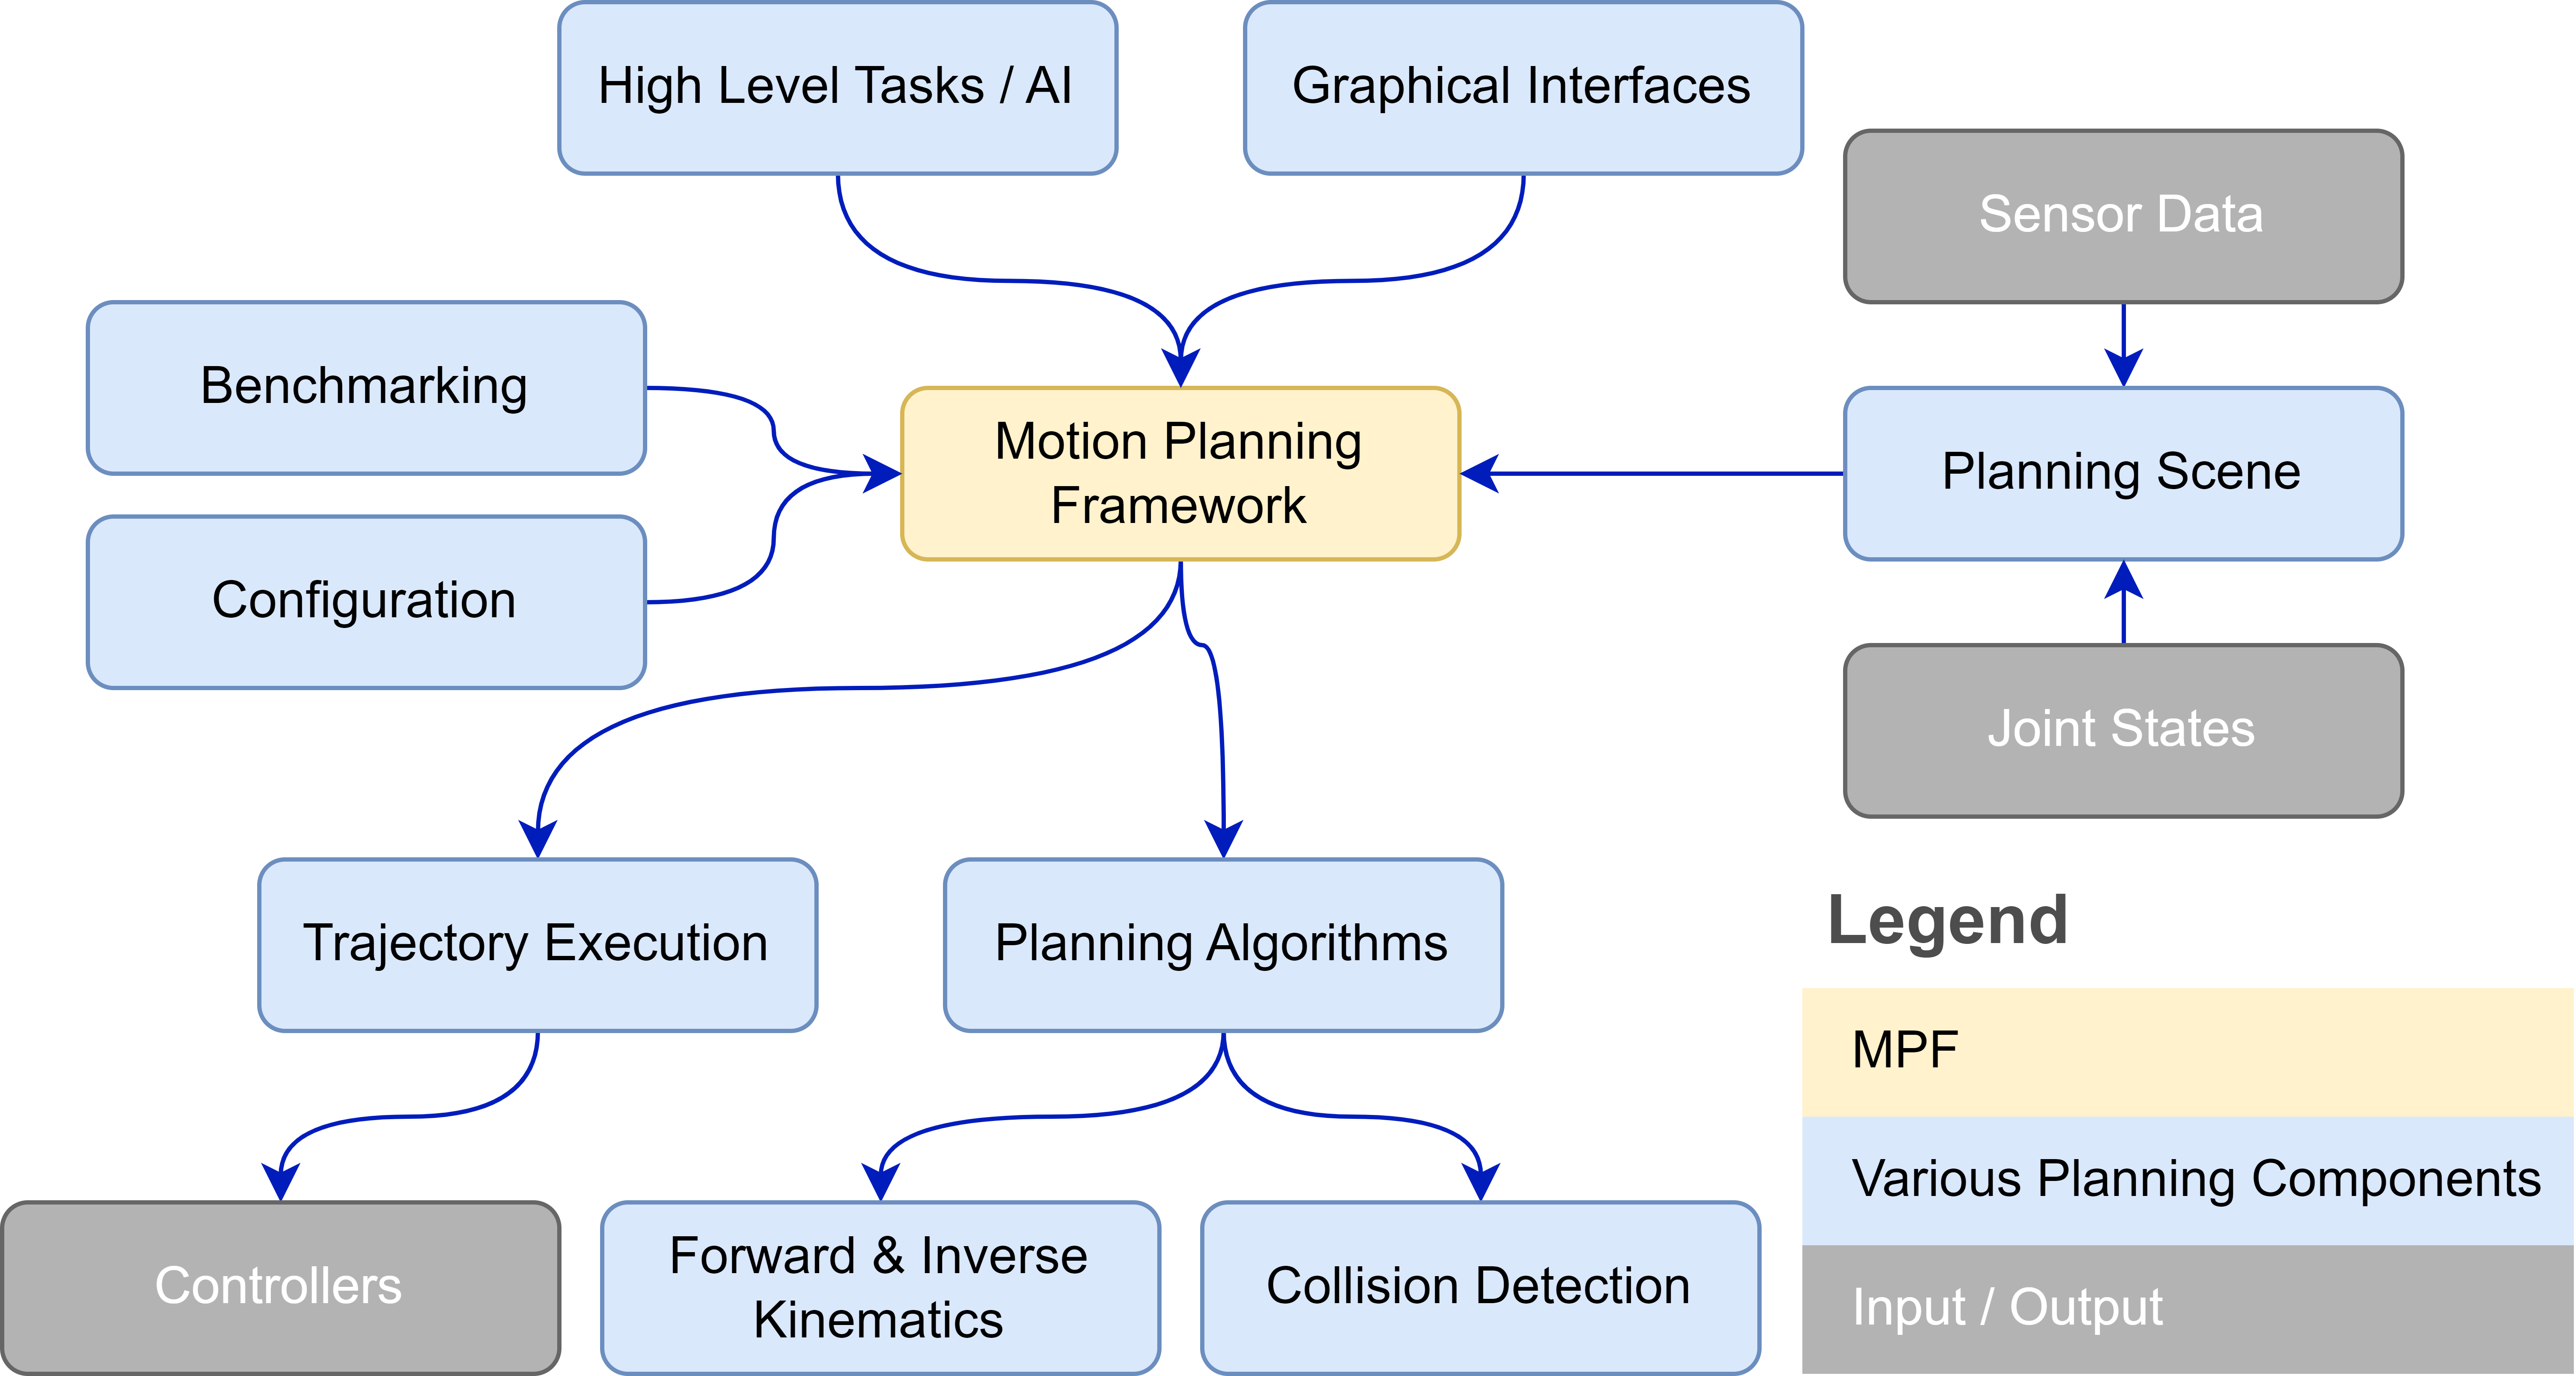 High Level Tasks / AI
Graphical Interfaces
Sensor Data
Benchmarking
Motion Planning
Framework
Planning Scene
Configuration
Joint States
Trajectory Execution
Planning Algorithms
Controllers
Forward & Inverse
Kinematics
Collision Detection
Legend
MPF
Various Planning Components
Input / Output